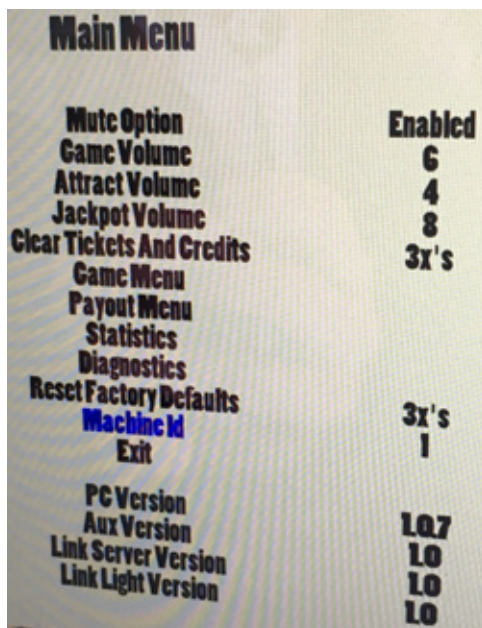 Main Menu
Mute Option Enabled
Game Volume 6
Attract Volume 4
Jackpot Volume 8
Clear Tickets And Credits 3x's
Game Menu
Payout Menu
Statistics
Diagnostics
Reset Factory Defaults 3x's
Machine Id 1
Exit
PC Version 1.0.7
Aux Version 1.0
Link Server Version 1.0
Link Light Version 1.0